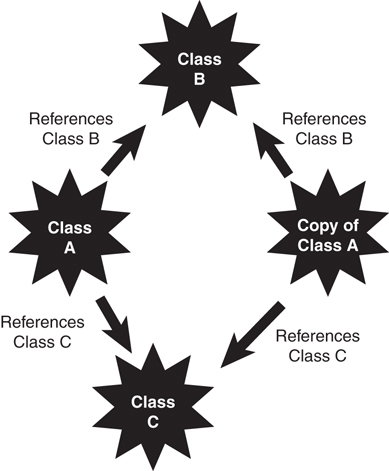 Class
B
References
Class B
References
Class B
Class
A
Copy of
Class A
References
Class C
References
Class C
Class
C